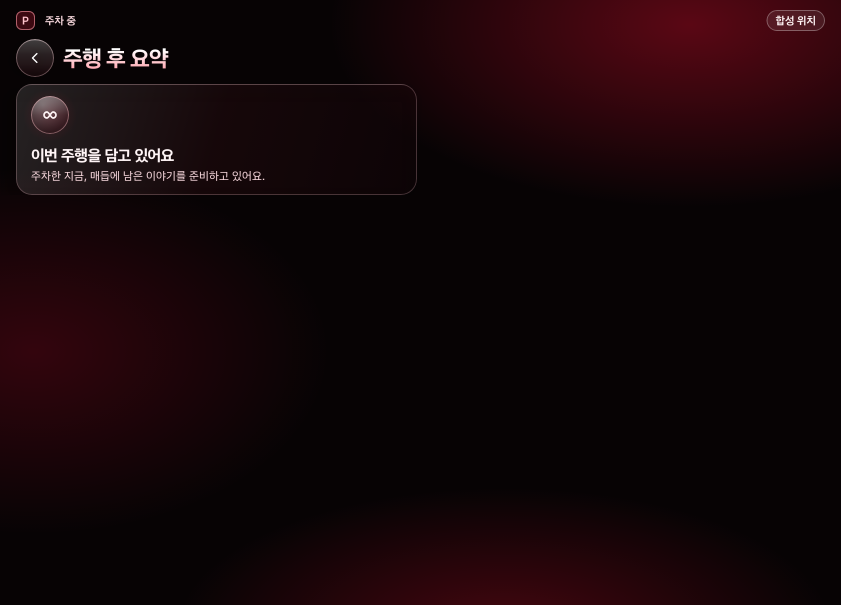 P 주차 중
합성 위치
주행 후 요약
∞
이번 주행을 담고 있어요
주차한 지금, 매듭에 남은 이야기를 준비하고 있어요.